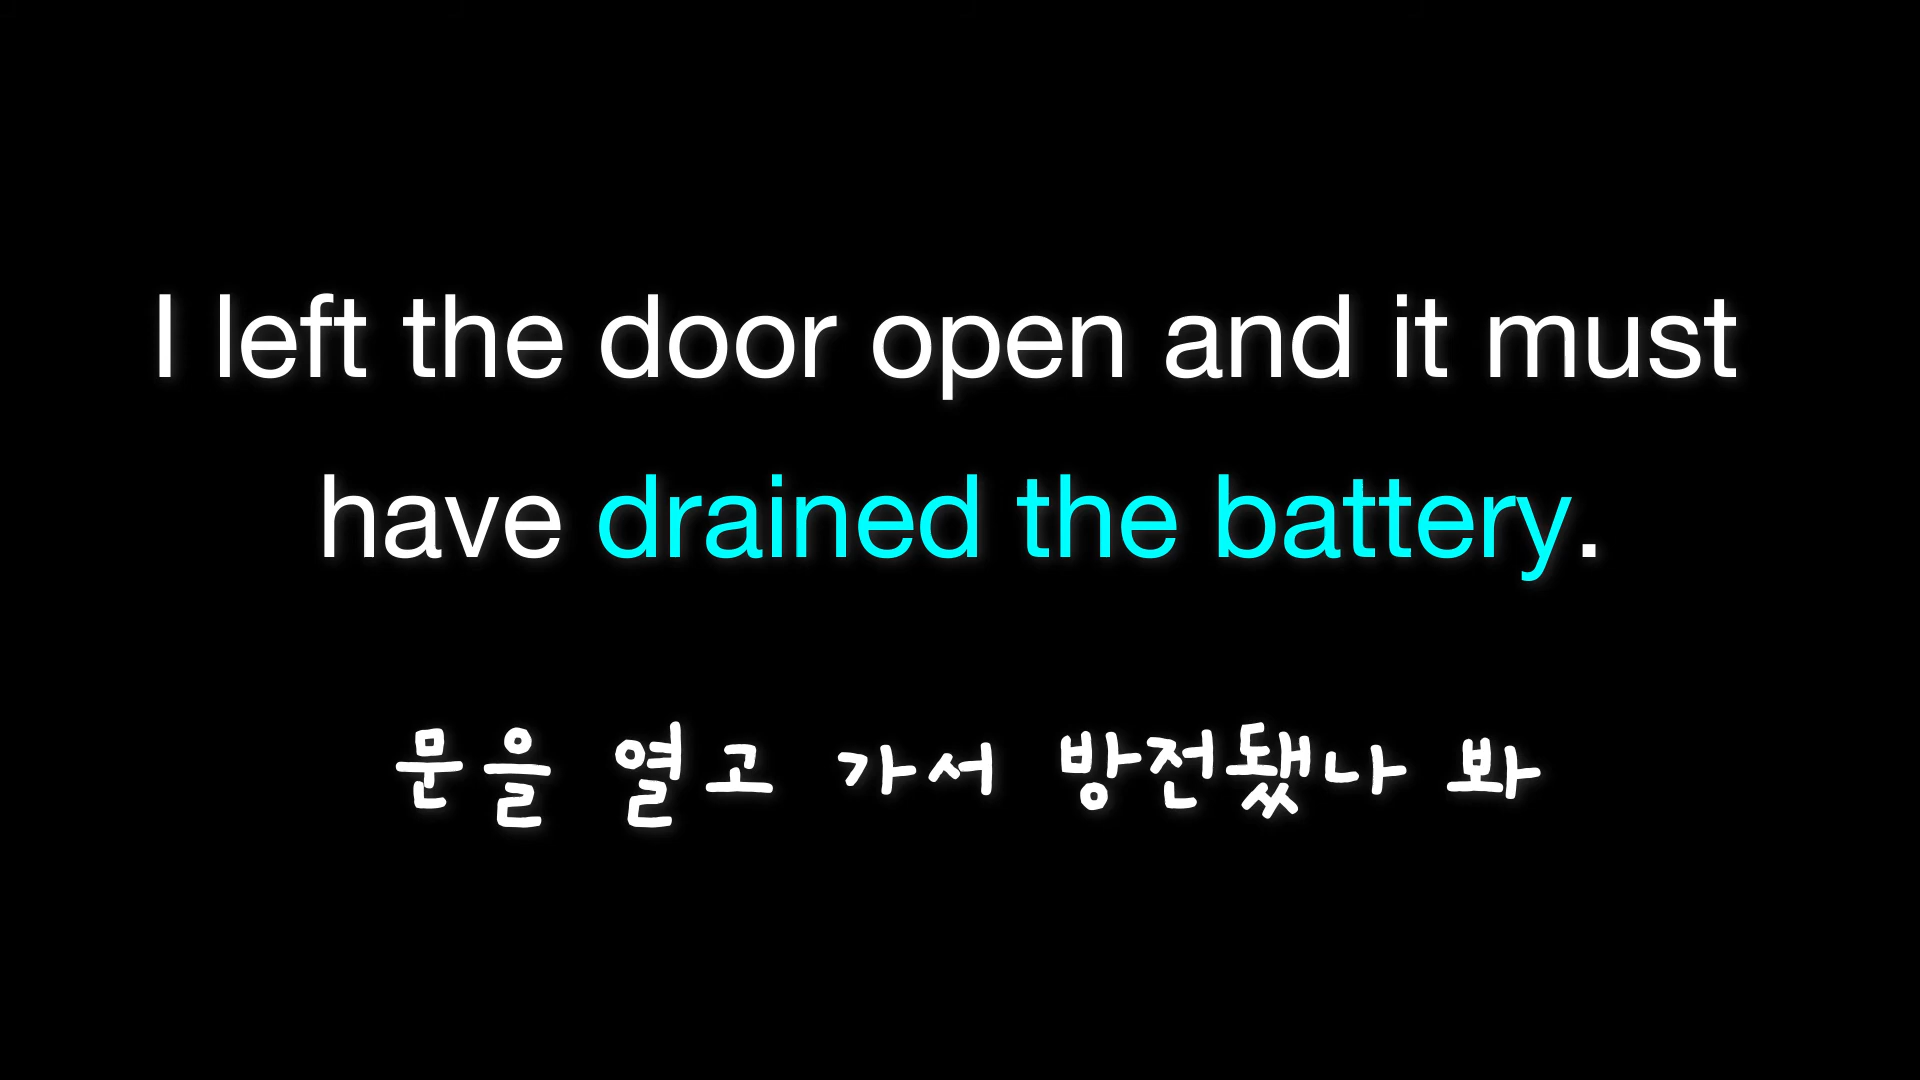 I left the door open and it must
have drained the battery.
문을 열고 가서 방전됐나 봐